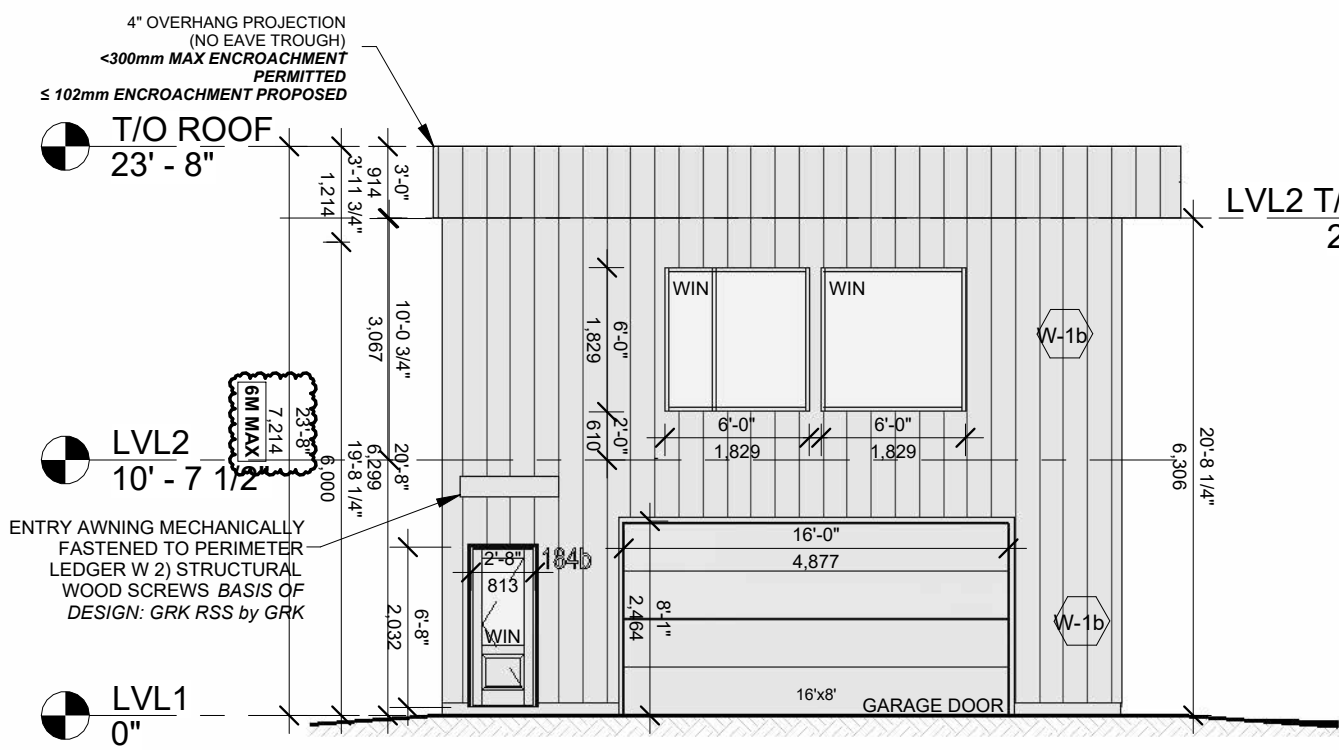 4" OVERHANG PROJECTION
(NO EAVE TROUGH)
<300mm MAX ENCROACHMENT
PERMITTED
≤ 102mm ENCROACHMENT PROPOSED
T/O ROOF
23' - 8"
3'-0"
914
3'-11 3/4"
1,214
LVL2 T/
2
WIN
WIN
W-1b
6'-0"
1,829
10'-0 3/4"
3,067
2'-0"
610
6'-0"
1,829
6'-0"
1,829
23'-8"
7,214
6M MAX
LVL2
10' - 7 1/2"
20'-8"
6,299
19'-8 1/4"
6,000
20'-8 1/4"
6,306
ENTRY AWNING MECHANICALLY
FASTENED TO PERIMETER
LEDGER W 2) STRUCTURAL
WOOD SCREWS BASIS OF
DESIGN: GRK RSS by GRK
2'-8"
813
184b
WIN
6'-8"
2,032
16'-0"
4,877
8'-1"
2,464
W-1b
16'x8'
GARAGE DOOR
LVL1
0"